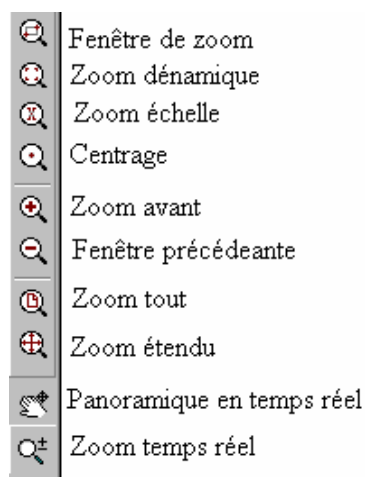 Fenêtre de zoom
Zoom dénamique
Zoom échelle
Centrage
Zoom avant
Fenêtre précédeante
Zoom tout
Zoom étendu
Panoramique en temps réel
Zoom temps réel